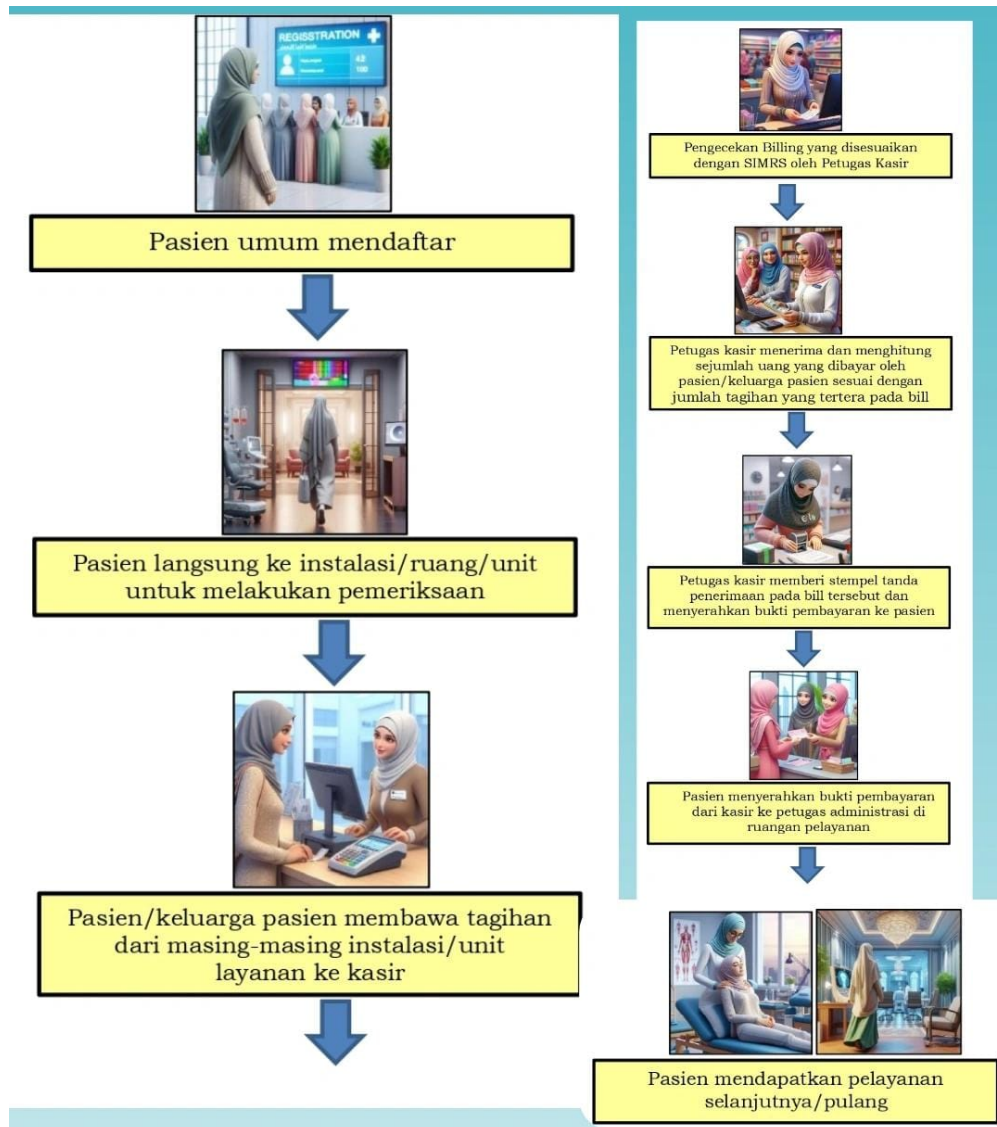 REGISSTRATION
42
100
Pasien umum mendaftar
Pasien langsung ke instalasi/ruang/unit
untuk melakukan pemeriksaan
Pasien/keluarga pasien membawa tagihan
dari masing-masing instalasi/unit
layanan ke kasir
Pengecekan Billing yang disesuaikan
dengan SIMRS oleh Petugas Kasir
Petugas kasir menerima dan menghitung
sejumlah uang yang dibayar oleh
pasien/keluarga pasien sesuai dengan
jumlah tagihan yang tertera pada bill
Petugas kasir memberi stempel tanda
penerimaan pada bill tersebut dan
menyerahkan bukti pembayaran ke pasien
Pasien menyerahkan bukti pembayaran
dari kasir ke petugas administrasi di
ruangan pelayanan
Pasien mendapatkan pelayanan
selanjutnya/pulang